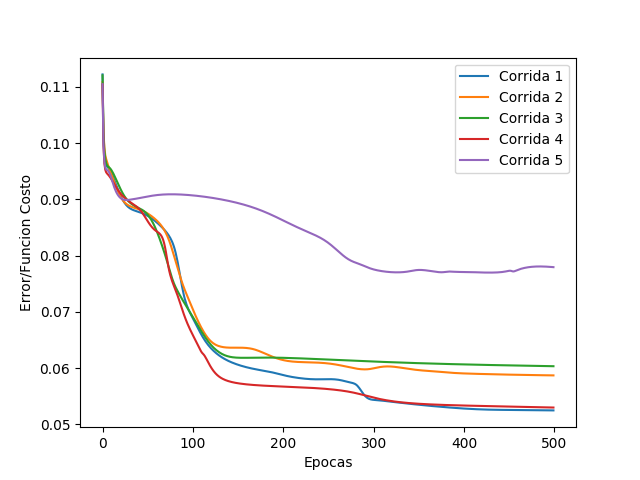 0.11
0.10
0.09
0.08
0.07
0.06
0.05
Error/Funcion Costo
0
100
200
300
400
500
Epocas
Corrida 1
Corrida 2
Corrida 3
Corrida 4
Corrida 5